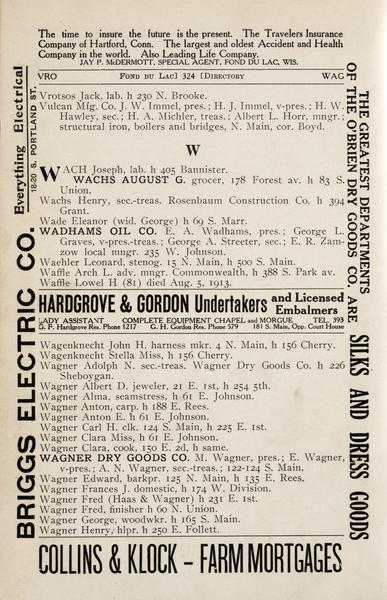 The time to insure the future is the present. The Travelers Insurance
Company of Hartford, Conn. The largest and oldest Accident and Health
Company in the world. Also Leading Life Company.
JAY P. McDERMOTT, SPECIAL AGENT, FOND DU LAC, WIS.
VRO FOND DU LAC] 324 [DIRECTORY WAG
Vrotsos Jack, lab. h 230 N. Brooke.
Vulcan Mfg. Co. J. W. Immel, pres.; H. J. Immel, v-pres.; H. W.
Hawley, sec.; H. A. Michler, treas.; Albert L. Horr, mngr.;
structural iron, boilers and bridges, N. Main, cor. Boyd.
W
WACH Joseph, lab. h 405 Bannister.
WACHS AUGUST G. grocer, 178 Forest av. h 83 S.
Union.
Wachs Henry, sec.-treas. Rosenbaum Construction Co. h 394
Grant.
Wade Eleanor (wid. George) h 69 S. Marr.
WADHAMS OIL CO. E. A. Wadhams, pres.; George L.
Graves, v-pres.-treas.; George A. Streeter, sec.; E. R. Zam-
zow local mngr. 235 W. Johnson.
Waehler Leonard, stenog. 15 N. Main, h 500 S. Main.
Waffle Arch L. adv. mngr. Commonwealth, h 388 S. Park av.
Waffle Lowel H (81) died Aug. 5, 1913.
HARDGROVE & GORDON Undertakers and Licensed
Embalmers
LADY ASSISTANT COMPLETE EQUIPMENT CHAPEL and MORGUE TEL. 393
G. F. Hardgrove Res. Phone 1217 G. H. Gordon Res. Phone 579 181 S. Main, Opp. Court House
Wagenknecht John H. harness mkr. 4 N. Main, h 156 Cherry.
Wagenknecht Stella Miss, h 156 Cherry.
Wagner Adolph N. sec.-treas. Wagner Dry Goods Co. h 226
Sheboygan.
Wagner Albert D. jeweler, 21 E. 1st, h 254 5th.
Wagner Alma, seamstress, h 61 E. Johnson.
Wagner Anton, carp. h 188 E. Rees.
Wagner Anton E. h 61 E. Johnson.
Wagner Carl H. clk. 124 S. Main, h 225 E. 1st.
Wagner Clara Miss, h 61 E. Johnson.
Wagner Clara, cook, 150 E. 2d, h same.
WAGNER DRY GOODS CO. M. Wagner, pres.; E. Wagner,
v-pres.; A. N. Wagner, sec.-treas.; 122-124 S. Main.
Wagner Edward, barkpr. 125 N. Main, h 135 E. Rees.
Wagner Frances J. domestic, h 174 W. Division.
Wagner Fred (Haas & Wagner) h 231 E. 1st.
Wagner Fred, finisher h 60 N. Union.
Wagner George, woodwkr. h 165 S. Main.
Wagner Henry, hlpr. h 250 E. Follett.
COLLINS & KLOCK – FARM MORTGAGES
BRIGGS ELECTRIC CO. Everything Electrical
18-20 S. PORTLAND ST.
THE GREATEST DEPARTMENTS
OF THE O'BRIEN DRY GOODS CO. ARE SILKS AND DRESS GOODS